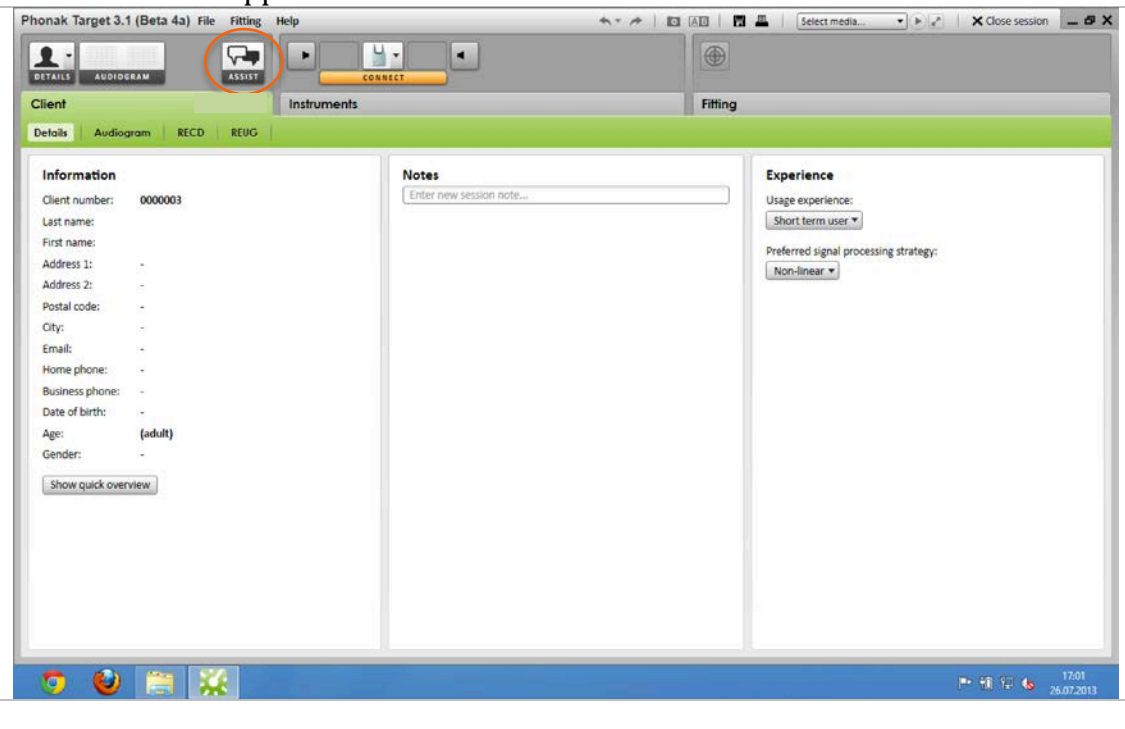 Phonak Target 3.1 (Beta 4a) File Fitting Help Select media... X Close session
DETAILS AUDIOGRAM ASSIST CONNECT
Client Instruments Fitting
Details Audiogram RECD REUG
Information
Client number: 0000003
Last name:
First name:
Address 1: -
Address 2: -
Postal code: -
City: -
Email: -
Home phone: -
Business phone: -
Date of birth: -
Age: (adult)
Gender: -
Show quick overview
Notes
Enter new session note...
Experience
Usage experience:
Short term user
Preferred signal processing strategy:
Non-linear
17:01
26.07.2013